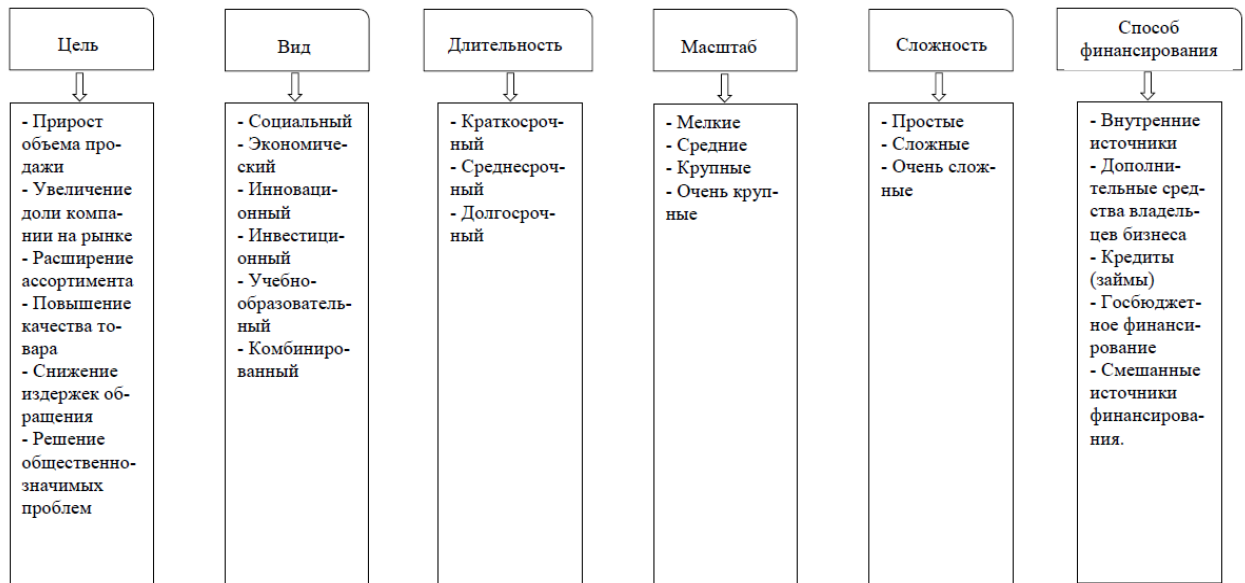 Цель
- Прирост
объема про-
дажи
- Увеличение
доли компа-
нии на рынке
- Расширение
ассортимента
- Повышение
качества то-
вара
- Снижение
издержек об-
ращения
- Решение
общественно-
значимых
проблем
Вид
- Социальный
- Экономиче-
ский
- Инноваци-
онный
- Инвестици-
онный
- Учебно-
образователь-
ный
- Комбиниро-
ванный
Длительность
- Краткосроч-
ный
- Среднесроч-
ный
- Долгосроч-
ный
Масштаб
- Мелкие
- Средние
- Крупные
- Очень круп-
ные
Сложность
- Простые
- Сложные
- Очень слож-
ные
Способ
финансирования
- Внутренние
источники
- Дополни-
тельные сред-
ства владель-
цев бизнеса
- Кредиты
(займы)
- Госбюджет-
ное финанси-
рование
- Смешанные
источники
финансирова-
ния.